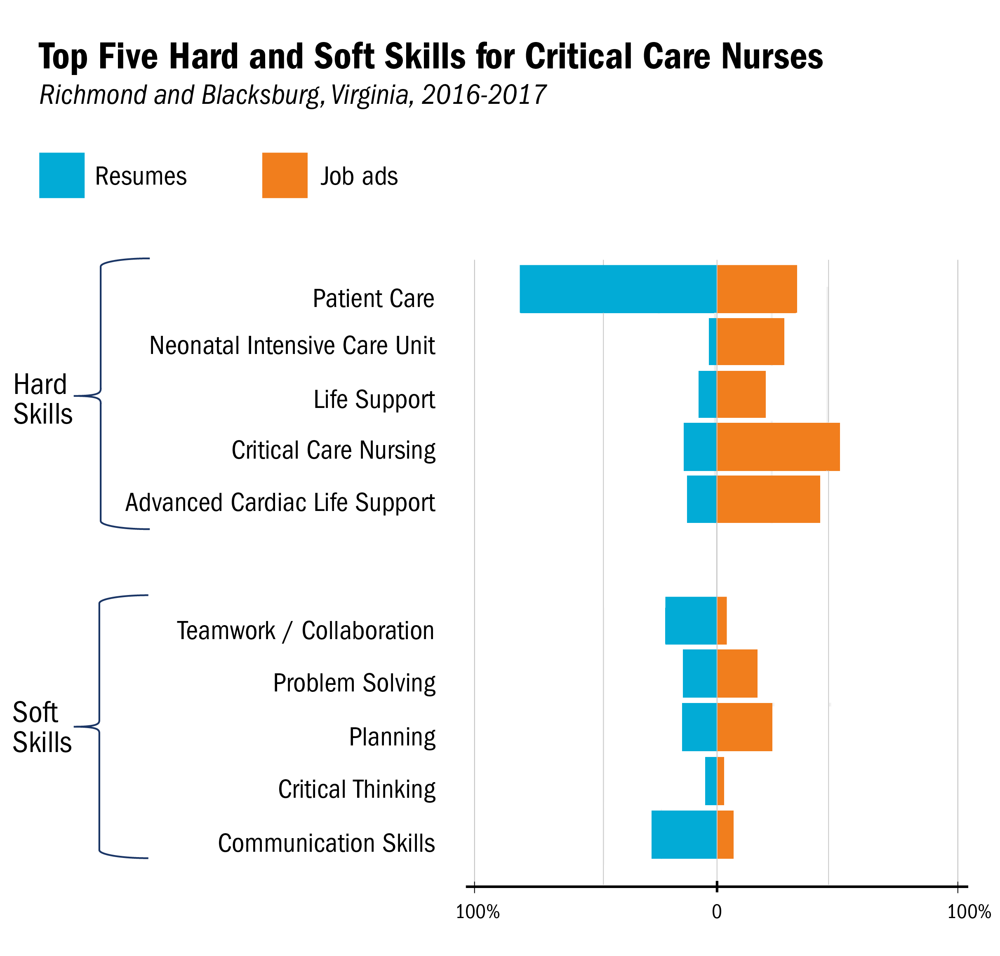 Top Five Hard and Soft Skills for Critical Care Nurses
Richmond and Blacksburg, Virginia, 2016-2017
Resumes
Job ads
Hard
Skills
Patient Care
Neonatal Intensive Care Unit
Life Support
Critical Care Nursing
Advanced Cardiac Life Support
Soft
Skills
Teamwork / Collaboration
Problem Solving
Planning
Critical Thinking
Communication Skills
100%
0
100%